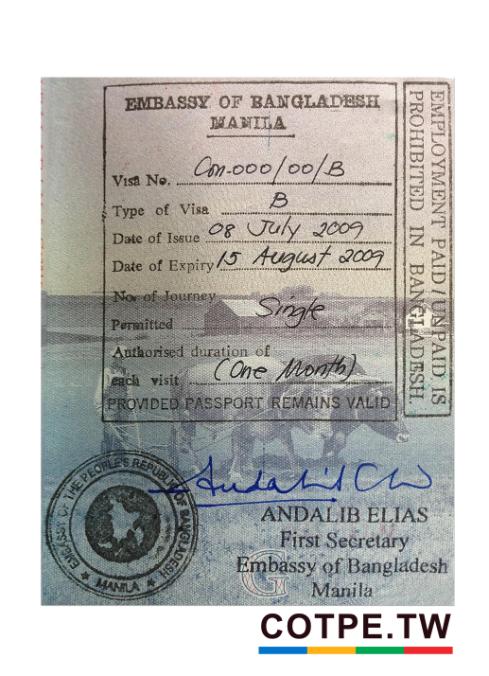 EMBASSY OF BANGLADESH
MANILA
Visa No. Con.000/00/B
Type of Visa B
Date of Issue 08 July 2009
Date of Expiry 15 August 2009
No. of Journey
Permitted Single
Authorised duration of
each visit (One Month)
PROVIDED PASSPORT REMAINS VALID
EMPLOYMENT PAID/UNPAID IS
PROHIBITED IN BANGLADESH.
EMBASSY OF THE PEOPLE'S REPUBLIC OF BANGLADESH
★ MANILA ★
ANDALIB ELIAS
First Secretary
Embassy of Bangladesh
Manila
G
COTPE.TW